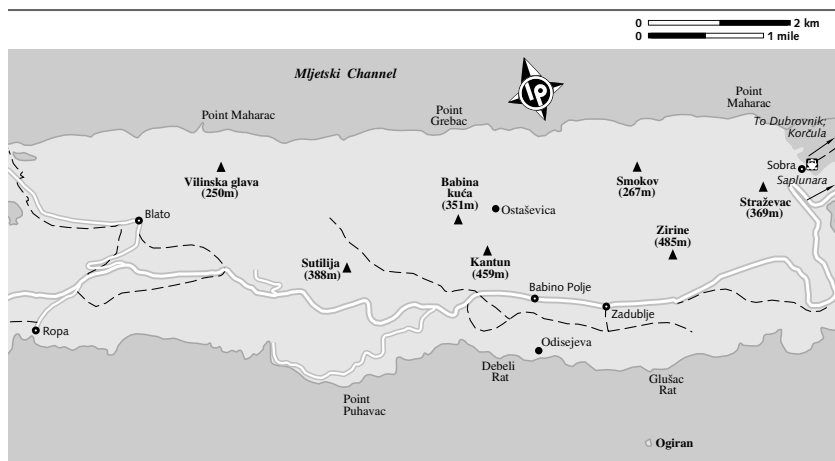 0 2 km
0 1 mile
Mljetski Channel
lp
Point
Maharac
Point Maharac
Point
Grebac
To Dubrovnik;
Korčula
Sobra
Saplunara
Vilinska glava
(250m)
Babina
kuća
(351m)
Smokov
(267m)
Straževac
(369m)
Ostaševica
Blato
Zirine
(485m)
Sutilija
(388m)
Kantun
(459m)
Babino Polje
Zadublje
Ropa
Odisejeva
Debeli
Rat
Glušac
Rat
Point
Puhavac
Ogiran